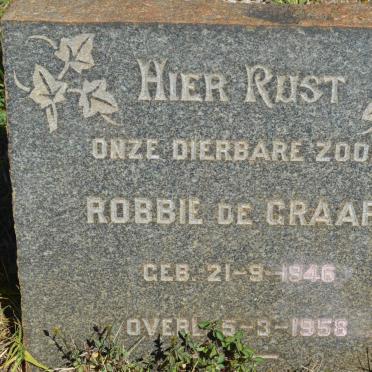 HIER RUST
ONZE DIERBARE ZOO
ROBBIE DE GRAAF
GEB. 21-9-1946
OVERL. 5-3-1958